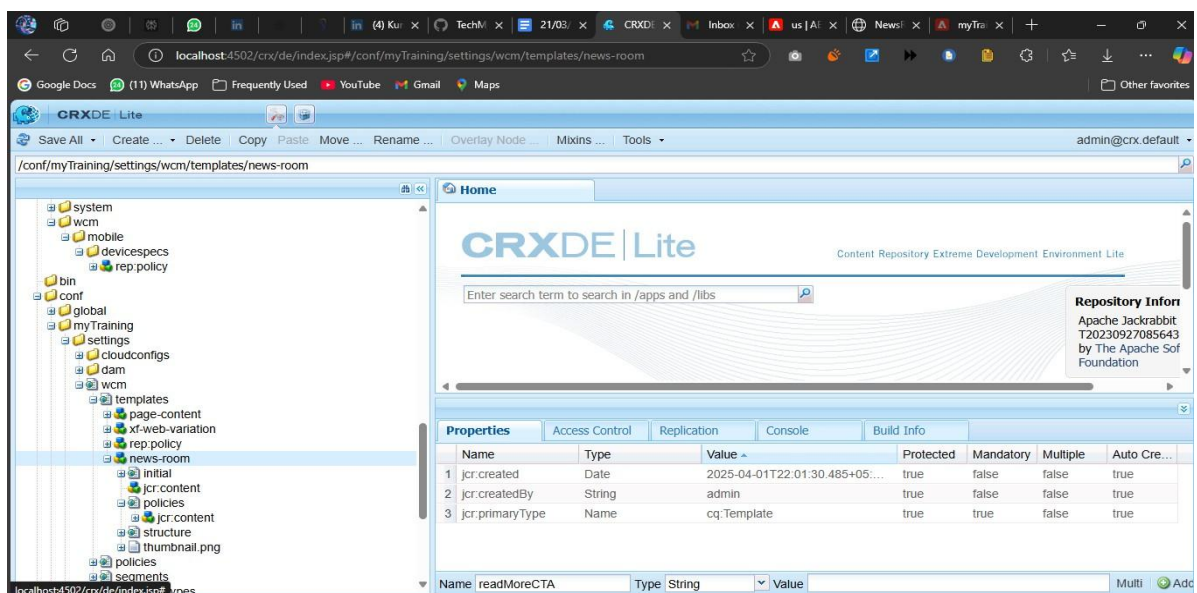 (4) Kur
TechM
21/03/
CRXDE
Inbox
us | AE
NewsF
myTrai
localhost:4502/crx/de/index.jsp#/conf/myTraining/settings/wcm/templates/news-room
Google Docs (11) WhatsApp Frequently Used YouTube Gmail Maps Other favorites
CRXDE | Lite
Save All Create ... Delete Copy Paste Move ... Rename ... Overlay Node ... Mixins ... Tools admin@crx.default
/conf/myTraining/settings/wcm/templates/news-room
system
wcm
mobile
devicespecs
rep:policy
bin
conf
global
myTraining
settings
cloudconfigs
dam
wcm
templates
page-content
xf-web-variation
rep:policy
news-room
initial
jcr:content
policies
jcr:content
structure
thumbnail.png
policies
segments
localhost:4502/crx/de/index.jsp#
Home
CRXDE | Lite
Content Repository Extreme Development Environment Lite
Enter search term to search in /apps and /libs
Repository Inform
Apache Jackrabbit
T20230927085643
by The Apache Sof
Foundation
Properties Access Control Replication Console Build Info
Name Type Value Protected Mandatory Multiple Auto Cre...
1 jcr:created Date 2025-04-01T22:01:30.485+05:... true false false true
2 jcr:createdBy String admin true false false true
3 jcr:primaryType Name cq:Template true true false true
Name readMoreCTA Type String Value Multi Add